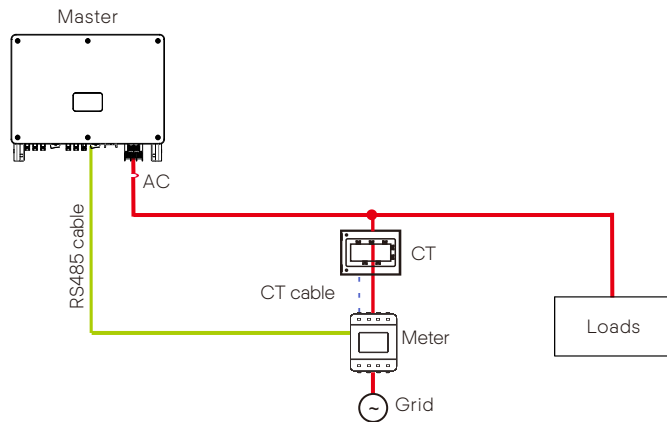 Master
AC
RS485 cable
CT
CT cable
Meter
Loads
~
Grid